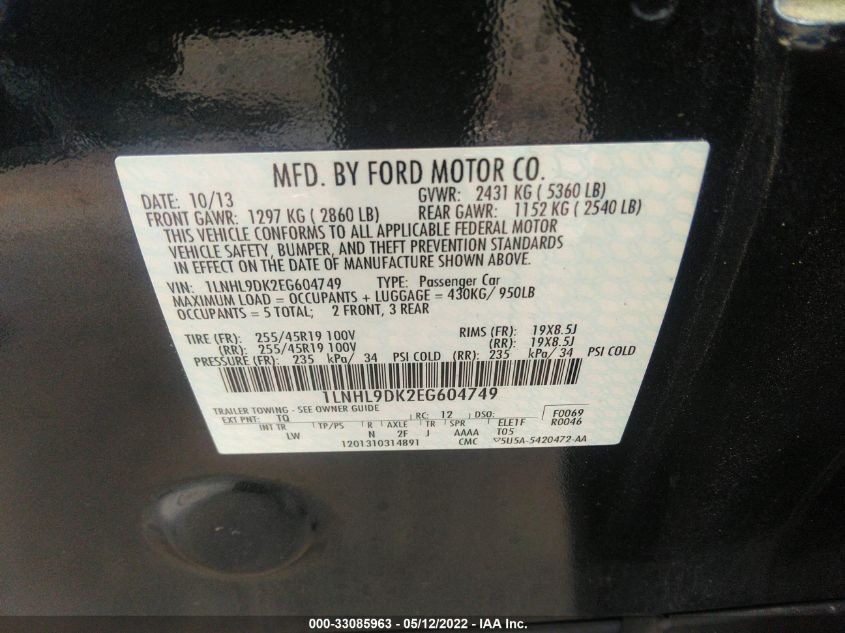 MFD. BY FORD MOTOR CO.
DATE: 10/13 GVWR: 2431 KG ( 5360 LB)
FRONT GAWR: 1297 KG ( 2860 LB) REAR GAWR: 1152 KG ( 2540 LB)
THIS VEHICLE CONFORMS TO ALL APPLICABLE FEDERAL MOTOR
VEHICLE SAFETY, BUMPER, AND THEFT PREVENTION STANDARDS
IN EFFECT ON THE DATE OF MANUFACTURE SHOWN ABOVE.
VIN: 1LNHL9DK2EG604749 TYPE: Passenger Car
MAXIMUM LOAD = OCCUPANTS + LUGGAGE = 430KG/ 950LB
OCCUPANTS = 5 TOTAL; 2 FRONT, 3 REAR
TIRE (FR): 255/45R19 100V RIMS (FR): 19X8.5J
(RR): 255/45R19 100V (RR): 19X8.5J
PRESSURE (FR): 235 kPa/ 34 PSI COLD (RR): 235 kPa/ 34 PSI COLD
1LNHL9DK2EG604749
TRAILER TOWING - SEE OWNER GUIDE
EXT PNT: TQ RC: 12 DSO: F0069
INT TR TP/PS R AXLE TR SPR ELE1F R0046
LW N 2F J AAAA T05
1201310314891 CMC 5U5A-5420472-AA
000-33085963 - 05/12/2022 - IAA Inc.